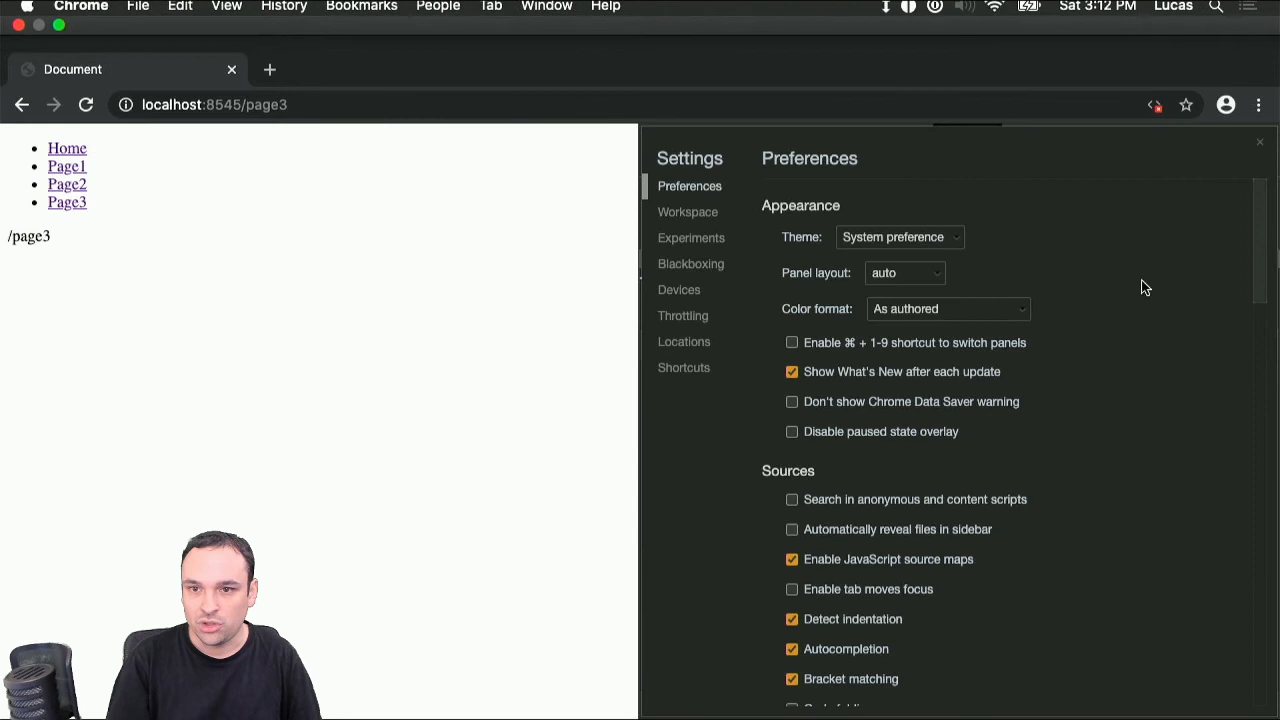 Chrome File Edit View History Bookmarks People Tab Window Help Sat 3:12 PM Lucas
Document
localhost:8545/page3
Home
Page1
Page2
Page3
/page3
Settings
Preferences
Workspace
Experiments
Blackboxing
Devices
Throttling
Locations
Shortcuts
Preferences
Appearance
Theme: System preference
Panel layout: auto
Color format: As authored
Enable ⌘ + 1-9 shortcut to switch panels
Show What's New after each update
Don't show Chrome Data Saver warning
Disable paused state overlay
Sources
Search in anonymous and content scripts
Automatically reveal files in sidebar
Enable JavaScript source maps
Enable tab moves focus
Detect indentation
Autocompletion
Bracket matching